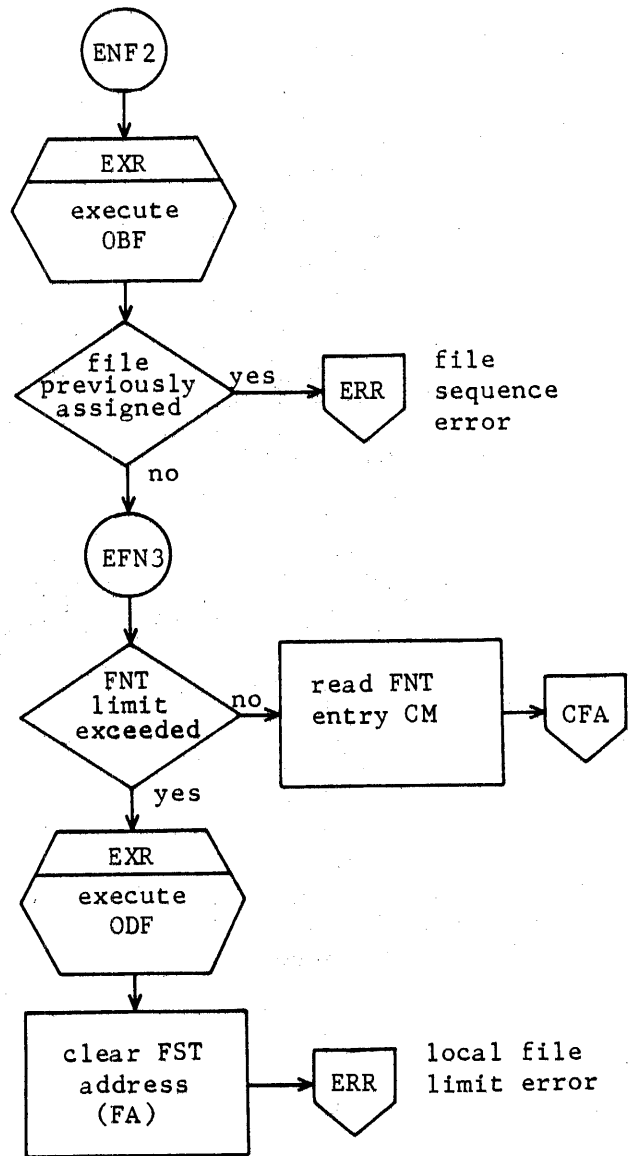 ENF2
EXR
execute
OBF
file
previously
assigned
yes
ERR
file
sequence
error
no
EFN3
FNT
limit
exceeded
no
read FNT
entry CM
CFA
yes
EXR
execute
ODF
clear FST
address
(FA)
ERR
local file
limit error